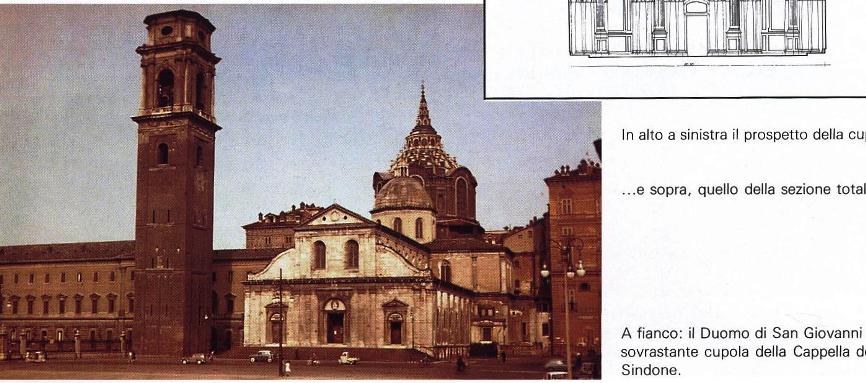 In alto a sinistra il prospetto della cu
...e sopra, quello della sezione total
A fianco: il Duomo di San Giovanni
sovrastante cupola della Cappella de
Sindone.